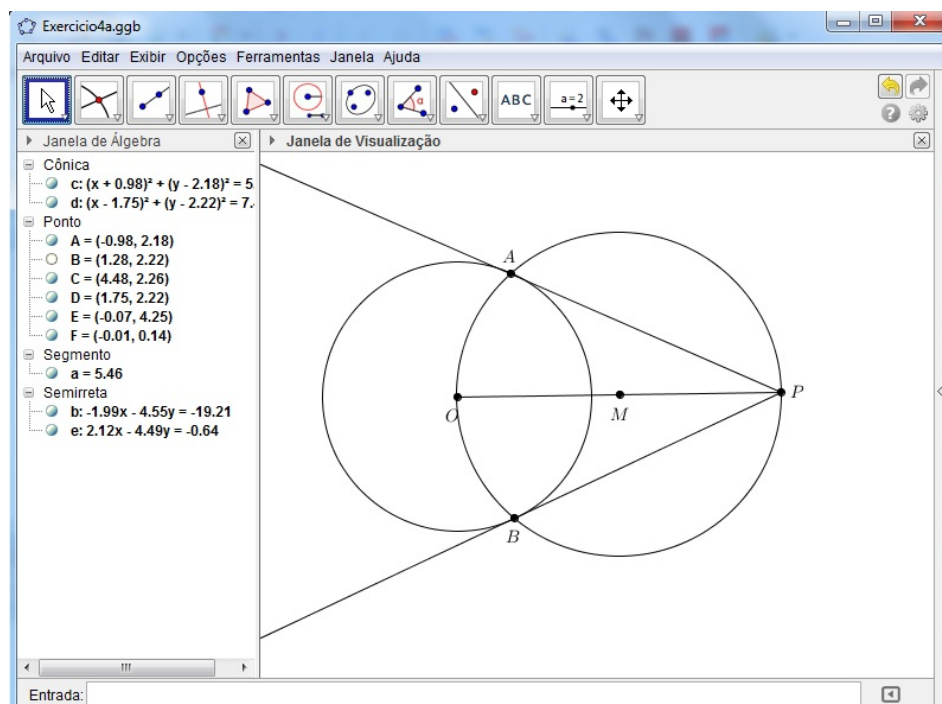 Exercicio4a.ggb
Arquivo Editar Exibir Opções Ferramentas Janela Ajuda
ABC
a=2
α
?
Janela de Álgebra
Janela de Visualização
Cônica
c: (x + 0.98)² + (y - 2.18)² = 5.
d: (x - 1.75)² + (y - 2.22)² = 7.
Ponto
A = (-0.98, 2.18)
B = (1.28, 2.22)
C = (4.48, 2.26)
D = (1.75, 2.22)
E = (-0.07, 4.25)
F = (-0.01, 0.14)
Segmento
a = 5.46
Semirreta
b: -1.99x - 4.55y = -19.21
e: 2.12x - 4.49y = -0.64
A
O
M
P
B
Entrada: